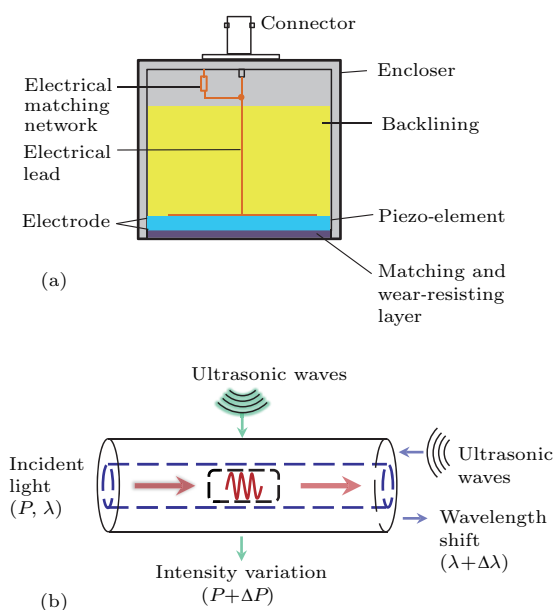 Connector
Encloser
Electrical
matching
network
Backlining
Electrical
lead
Electrode
Piezo-element
Matching and
wear-resisting
layer
(a)
Ultrasonic waves
Incident
light
(P, λ)
Ultrasonic
waves
Wavelength
shift
(λ+Δλ)
Intensity variation
(P+ΔP)
(b)